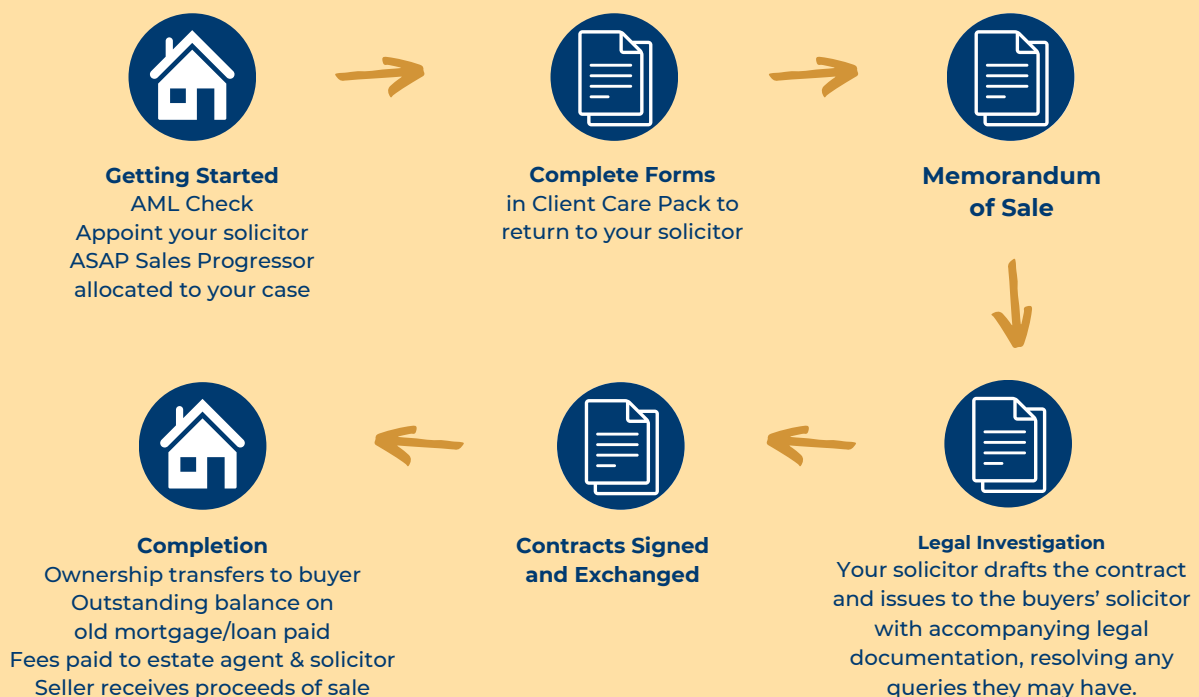 Getting Started
AML Check
Appoint your solicitor
ASAP Sales Progressor
allocated to your case
Complete Forms
in Client Care Pack to
return to your solicitor
Memorandum
of Sale
Legal Investigation
Your solicitor drafts the contract
and issues to the buyers’ solicitor
with accompanying legal
documentation, resolving any
queries they may have.
Contracts Signed
and Exchanged
Completion
Ownership transfers to buyer
Outstanding balance on
old mortgage/loan paid
Fees paid to estate agent & solicitor
Seller receives proceeds of sale